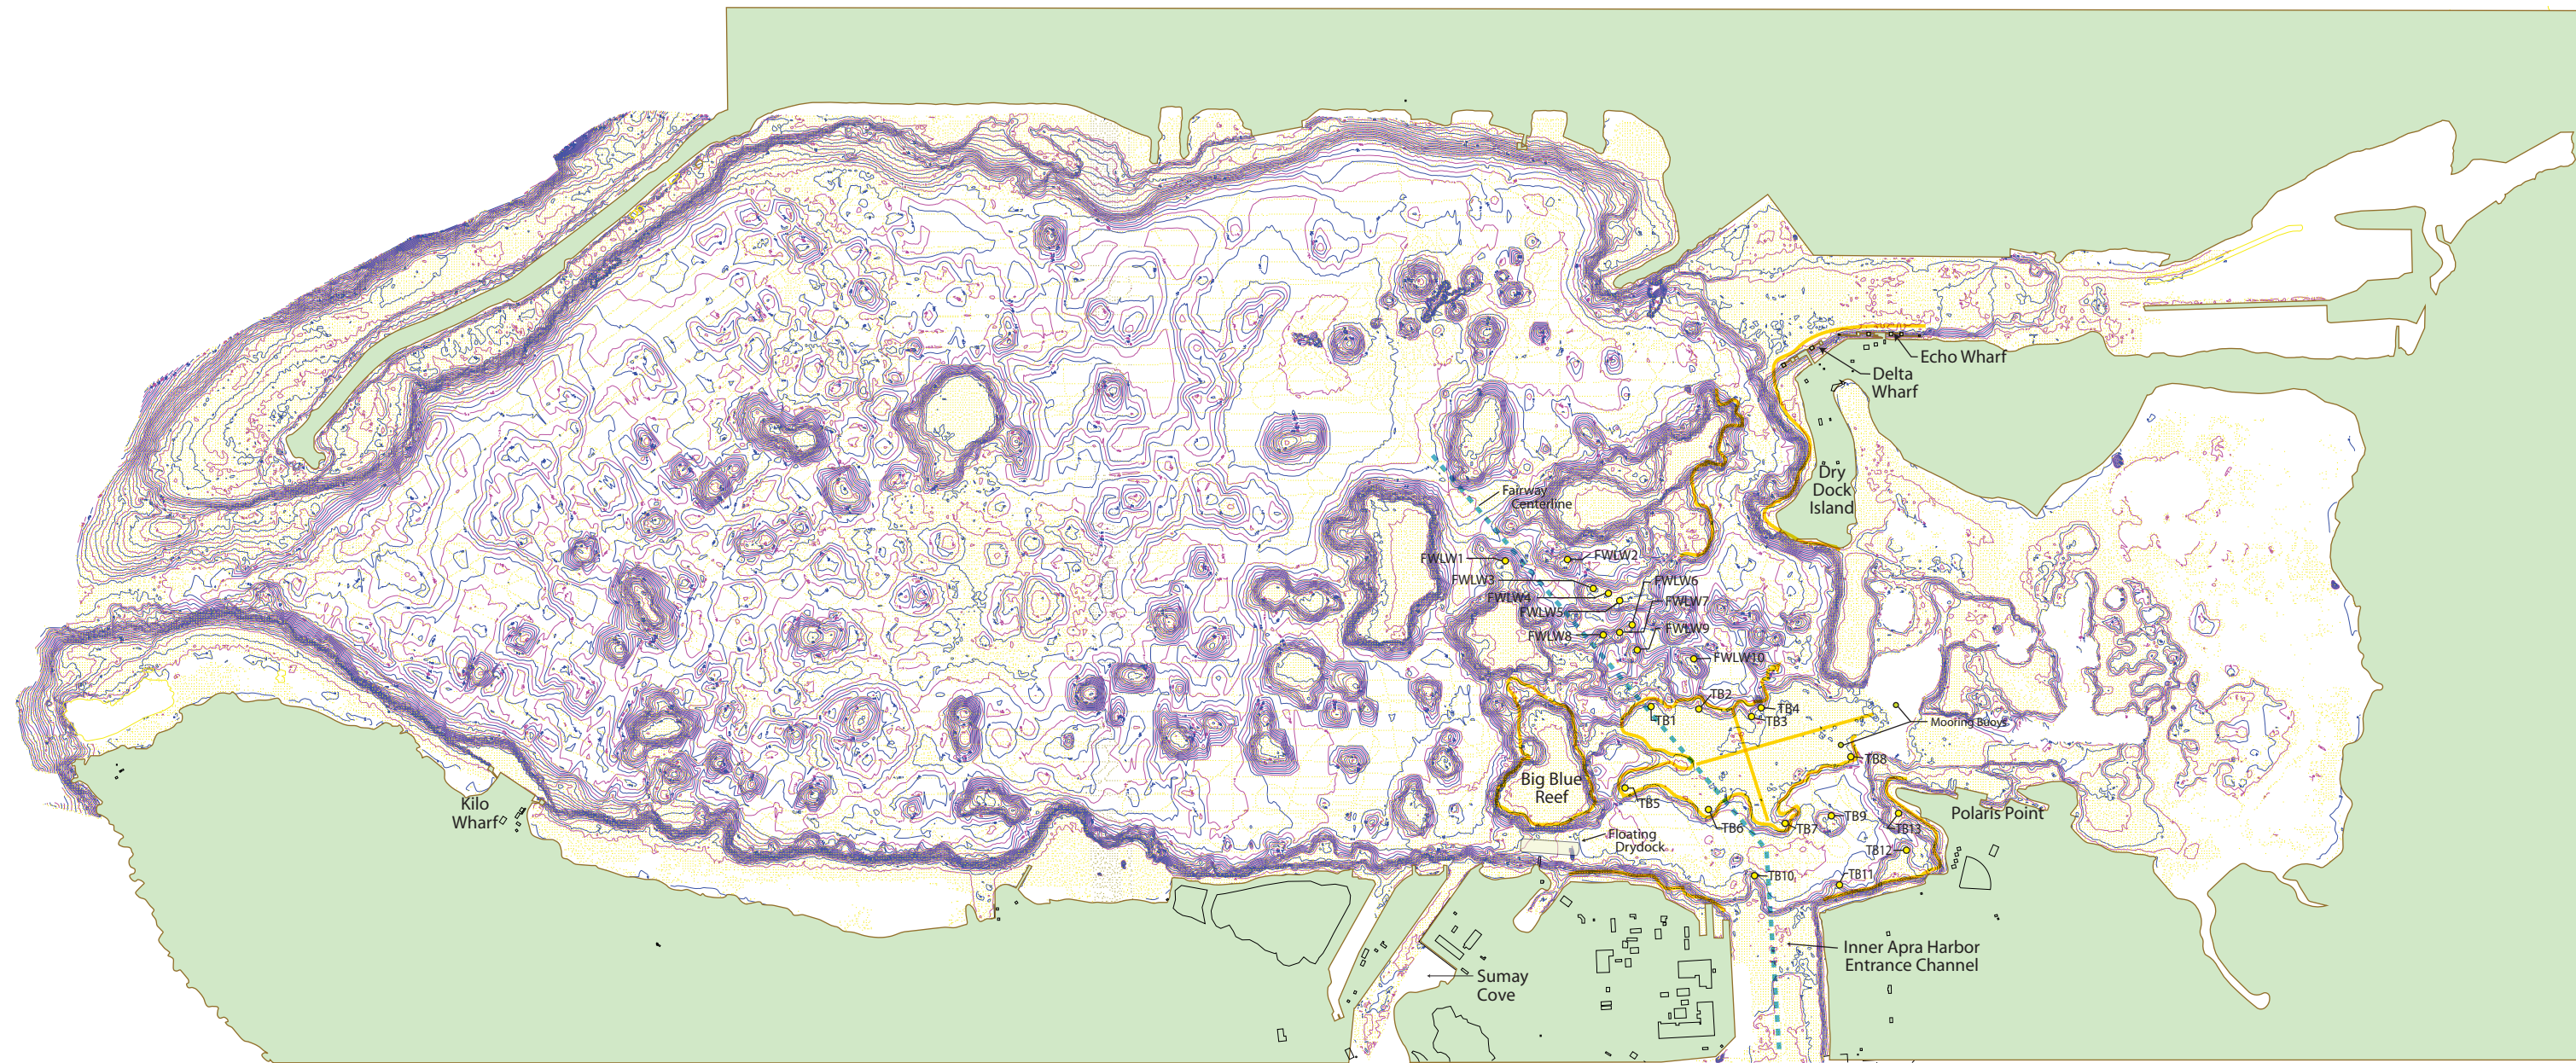 Echo Wharf
Delta
Wharf
Dry
Dock
Island
Fairway
Centerline
FWLW1
FWLW2
FWLW3
FWLW6
FWLW4
FWLW7
FWLW5
FWLW9
FWLW8
FWLW10
TB2
TB4
TB1
TB3
Mooring Buoys
TB8
Big Blue
Reef
Kilo
Wharf
TB5
Polaris Point
TB9
TB6
TB7
TB13
Floating
Drydock
TB12
TB10
TB11
Inner Apra Harbor
Entrance Channel
Sumay
Cove